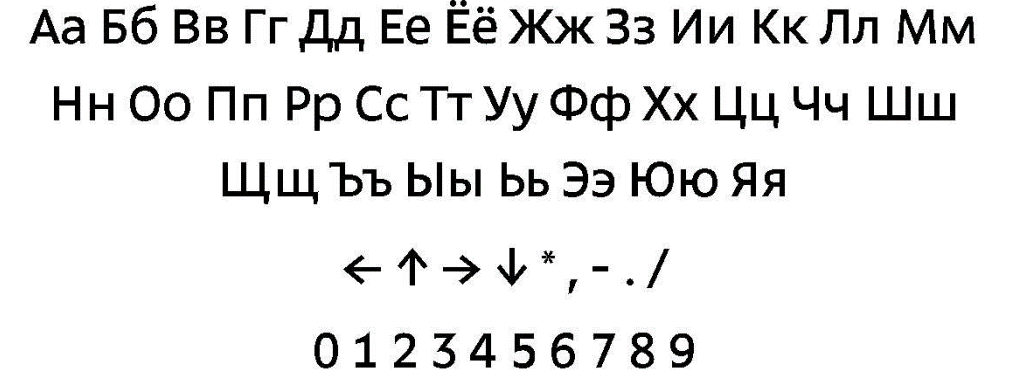 Аа Бб Вв Гг Дд Ее Ёё Жж Зз Ии Кк Лл Мм
Нн Оо Пп Рр Сс Тт Уу Фф Хх Цц Чч Шш
Щщ Ъъ Ыы Ьь Ээ Юю Яя
← ↑ → ↓ * , - . /
0 1 2 3 4 5 6 7 8 9